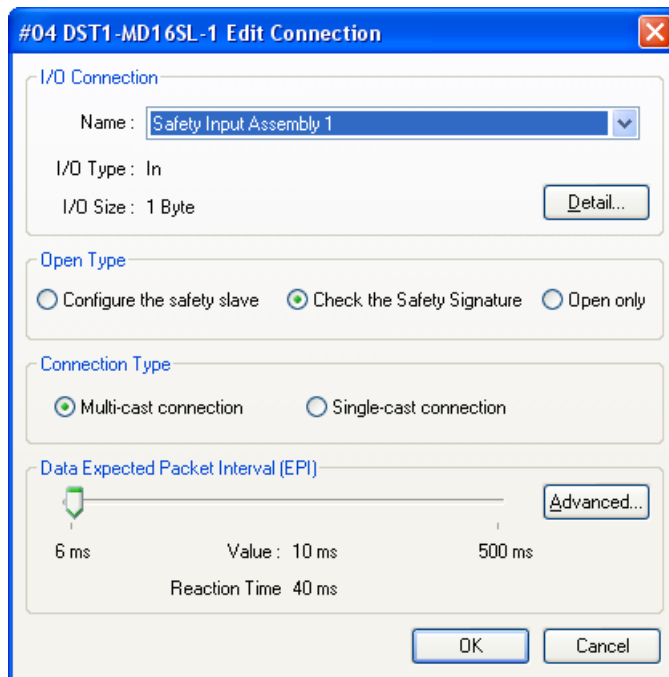 #04 DST1-MD16SL-1 Edit Connection
I/O Connection
Name : Safety Input Assembly 1
I/O Type : In
I/O Size : 1 Byte
Detail...
Open Type
Configure the safety slave Check the Safety Signature Open only
Connection Type
Multi-cast connection Single-cast connection
Data Expected Packet Interval (EPI)
Advanced...
6 ms Value : 10 ms 500 ms
Reaction Time 40 ms
OK Cancel